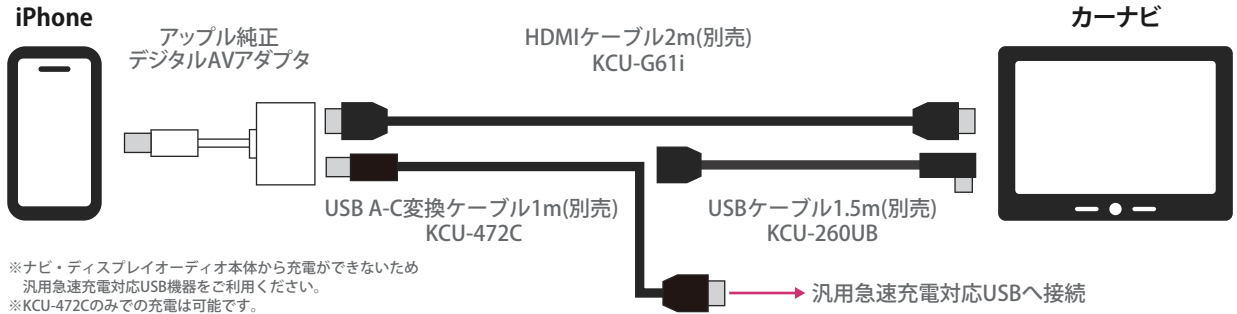 iPhone
カーナビ
アップル純正
デジタルAVアダプタ
HDMIケーブル2m(別売)
KCU-G61i
USB A-C変換ケーブル1m(別売)
KCU-472C
USBケーブル1.5m(別売)
KCU-260UB
※ナビ・ディスプレイオーディオ本体から充電ができないため
汎用急速充電対応USB機器をご利用ください。
※KCU-472Cのみでの充電は可能です。
汎用急速充電対応USBへ接続